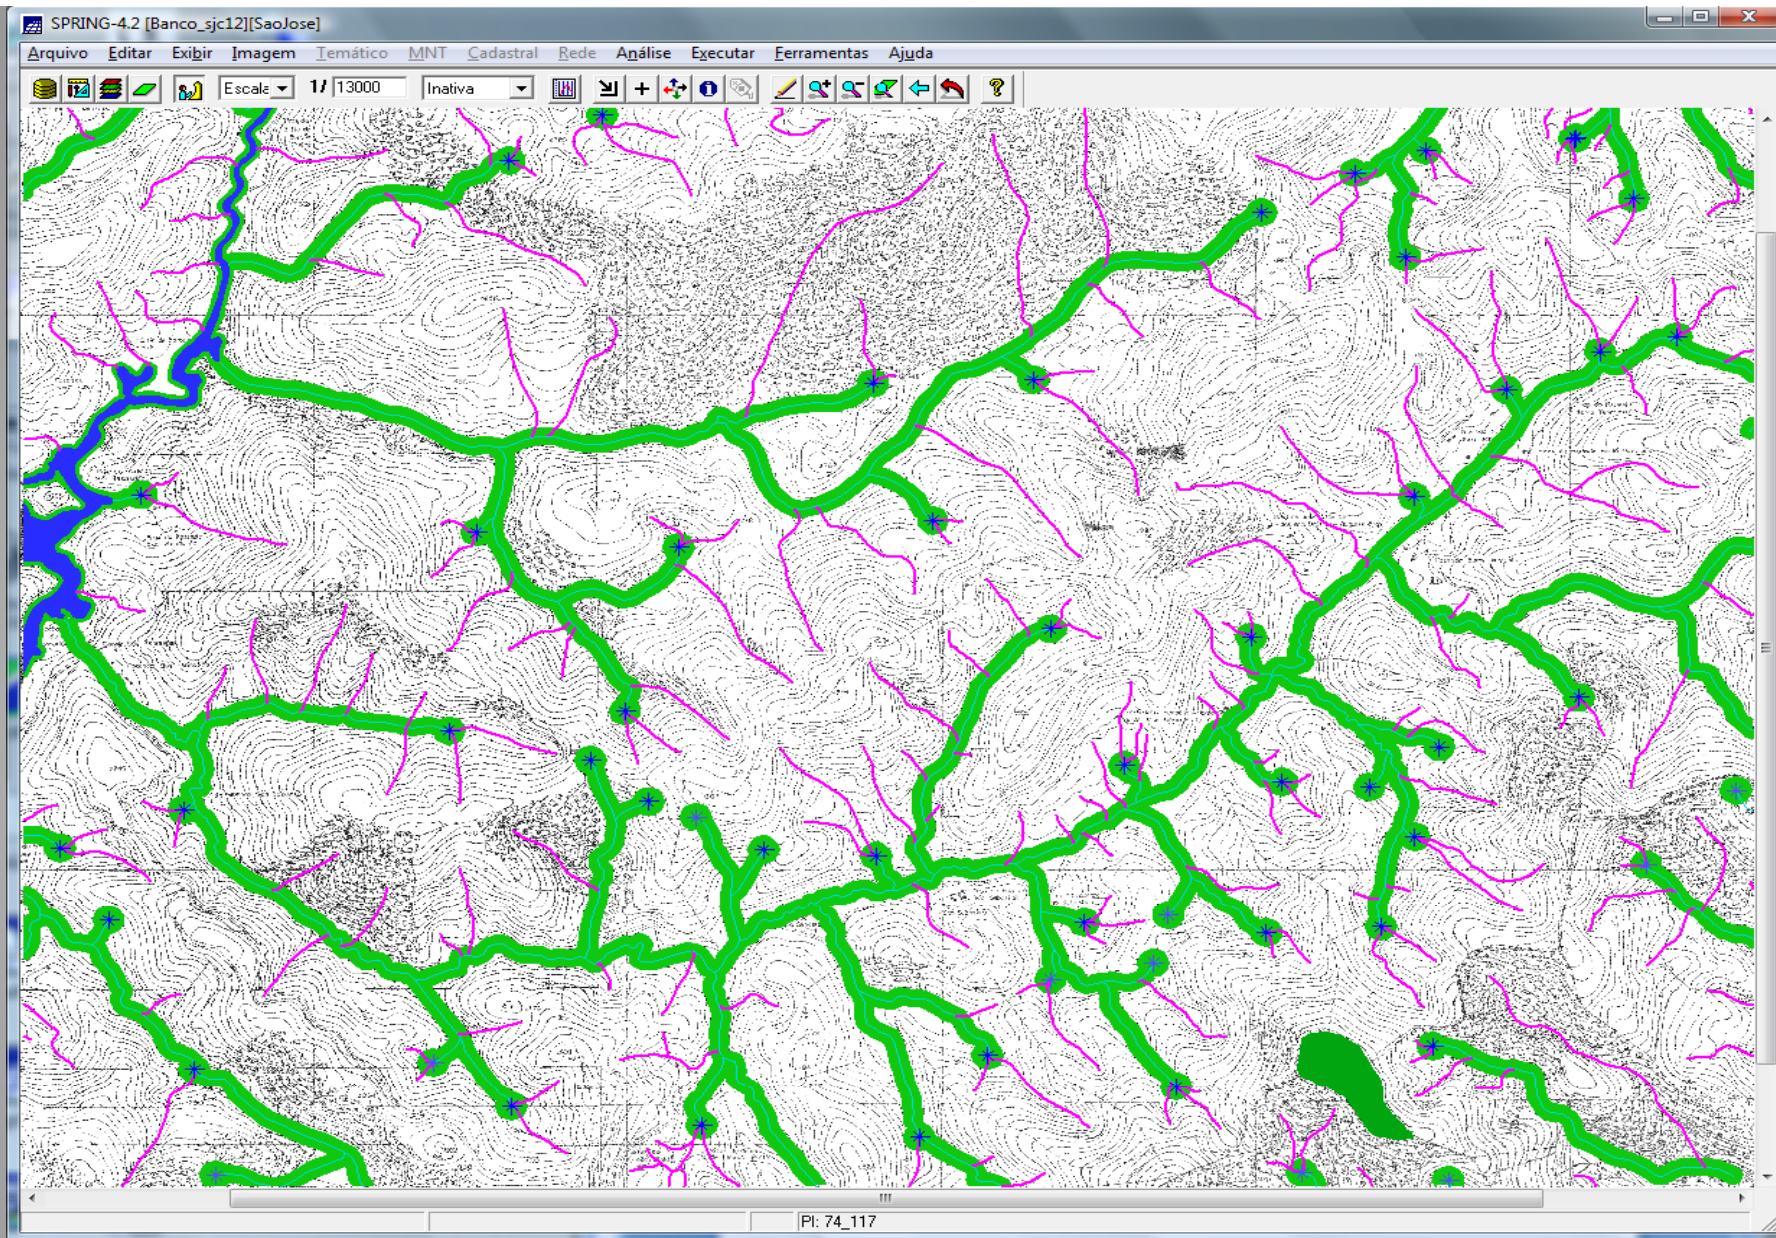 SPRING-4.2 [Banco_sjc12][SaoJose]
Arquivo Editar Exibir Imagem Temático MNT Cadastral Rede Análise Executar Ferramentas Ajuda
Escala 1/ 13000 Inativa
PI: 74_117